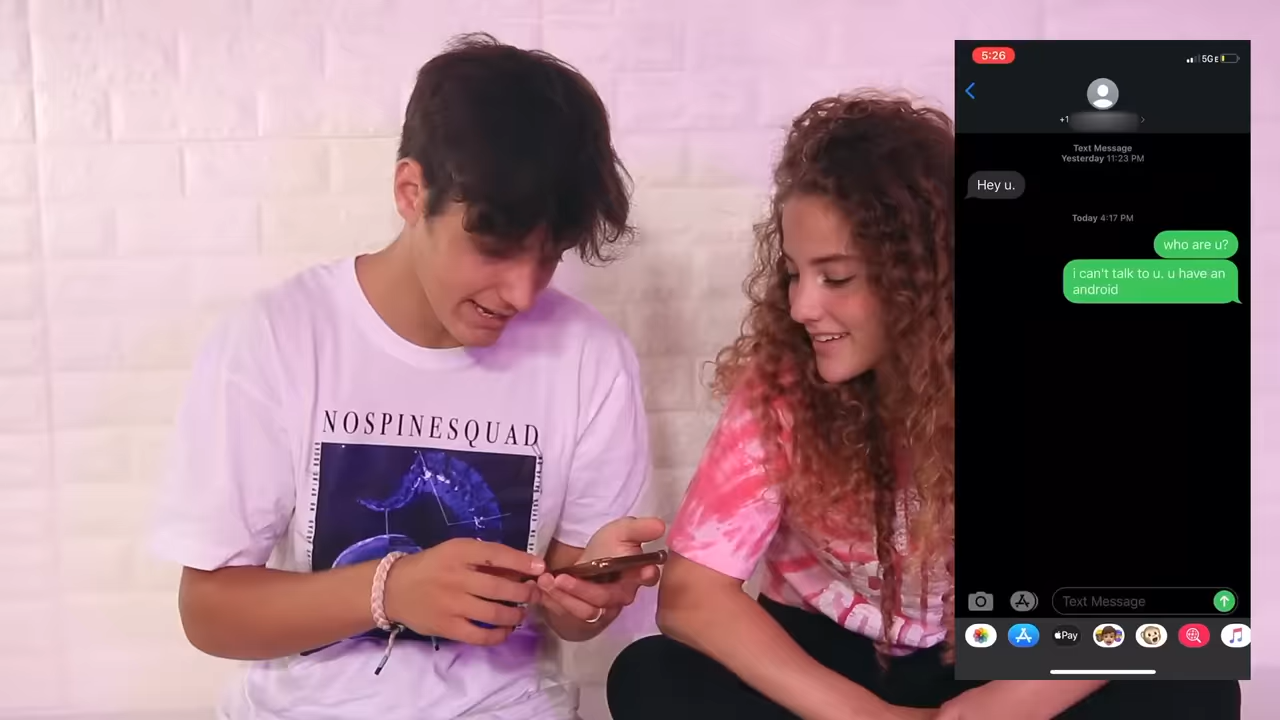 NOSPINESQUAD
5:26
5GE
+1
Text Message
Yesterday 11:23 PM
Hey u.
Today 4:17 PM
who are u?
i can't talk to u. u have an
android
Text Message
Pay